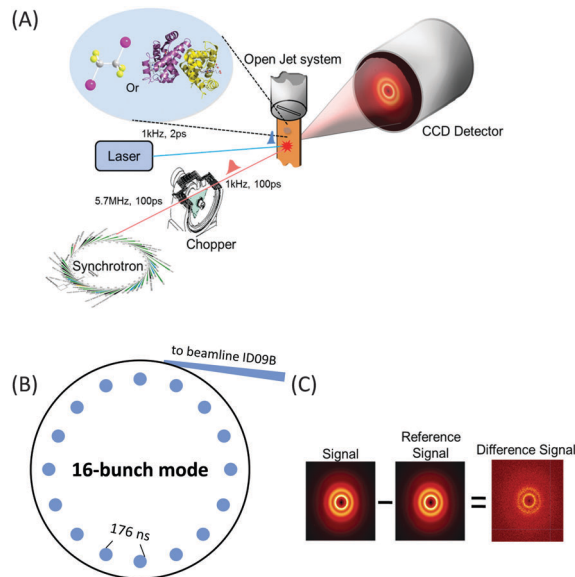 (A)
Open Jet system
Or
CCD Detector
1kHz, 2ps
Laser
1kHz, 100ps
5.7MHz, 100ps
Chopper
Synchrotron
to beamline ID09B
(B)
(C)
16-bunch mode
176 ns
Signal
Reference
Signal
Difference Signal